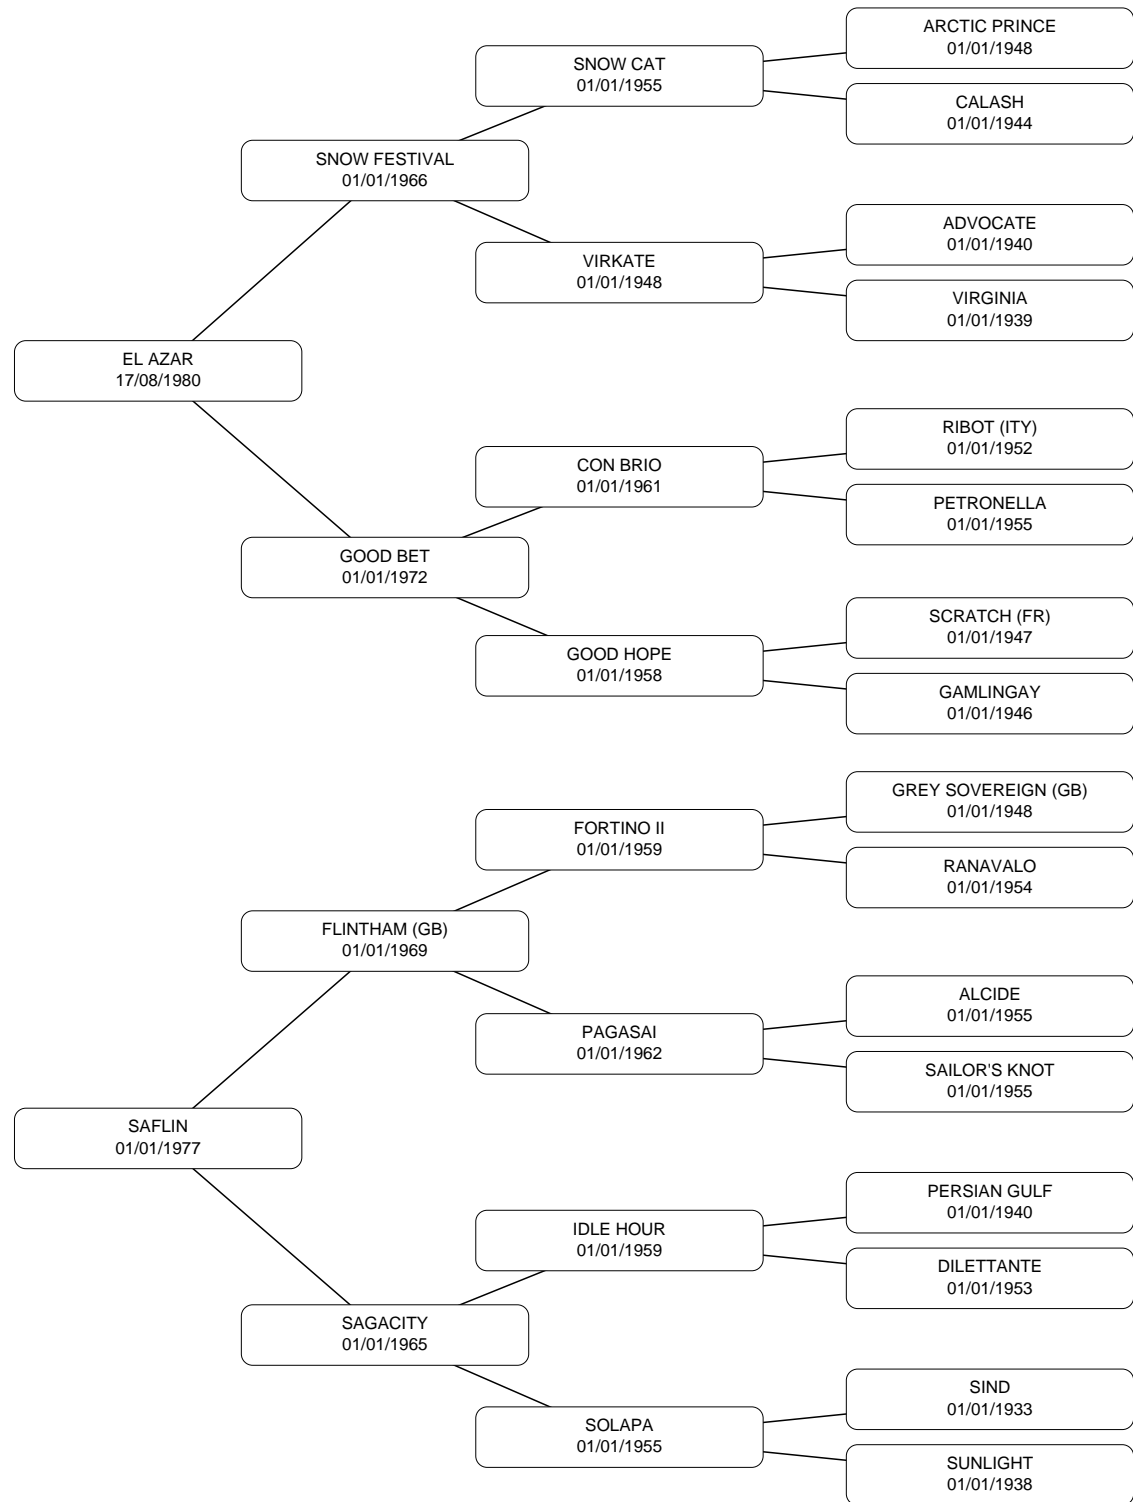 ARCTIC PRINCE
01/01/1948
SNOW CAT
01/01/1955
CALASH
01/01/1944
SNOW FESTIVAL
01/01/1966
ADVOCATE
01/01/1940
VIRKATE
01/01/1948
VIRGINIA
01/01/1939
EL AZAR
17/08/1980
RIBOT (ITY)
01/01/1952
CON BRIO
01/01/1961
PETRONELLA
01/01/1955
GOOD BET
01/01/1972
SCRATCH (FR)
01/01/1947
GOOD HOPE
01/01/1958
GAMLINGAY
01/01/1946
GREY SOVEREIGN (GB)
01/01/1948
FORTINO II
01/01/1959
RANAVALO
01/01/1954
FLINTHAM (GB)
01/01/1969
ALCIDE
01/01/1955
PAGASAI
01/01/1962
SAILOR'S KNOT
01/01/1955
SAFLIN
01/01/1977
PERSIAN GULF
01/01/1940
IDLE HOUR
01/01/1959
DILETTANTE
01/01/1953
SAGACITY
01/01/1965
SIND
01/01/1933
SOLAPA
01/01/1955
SUNLIGHT
01/01/1938